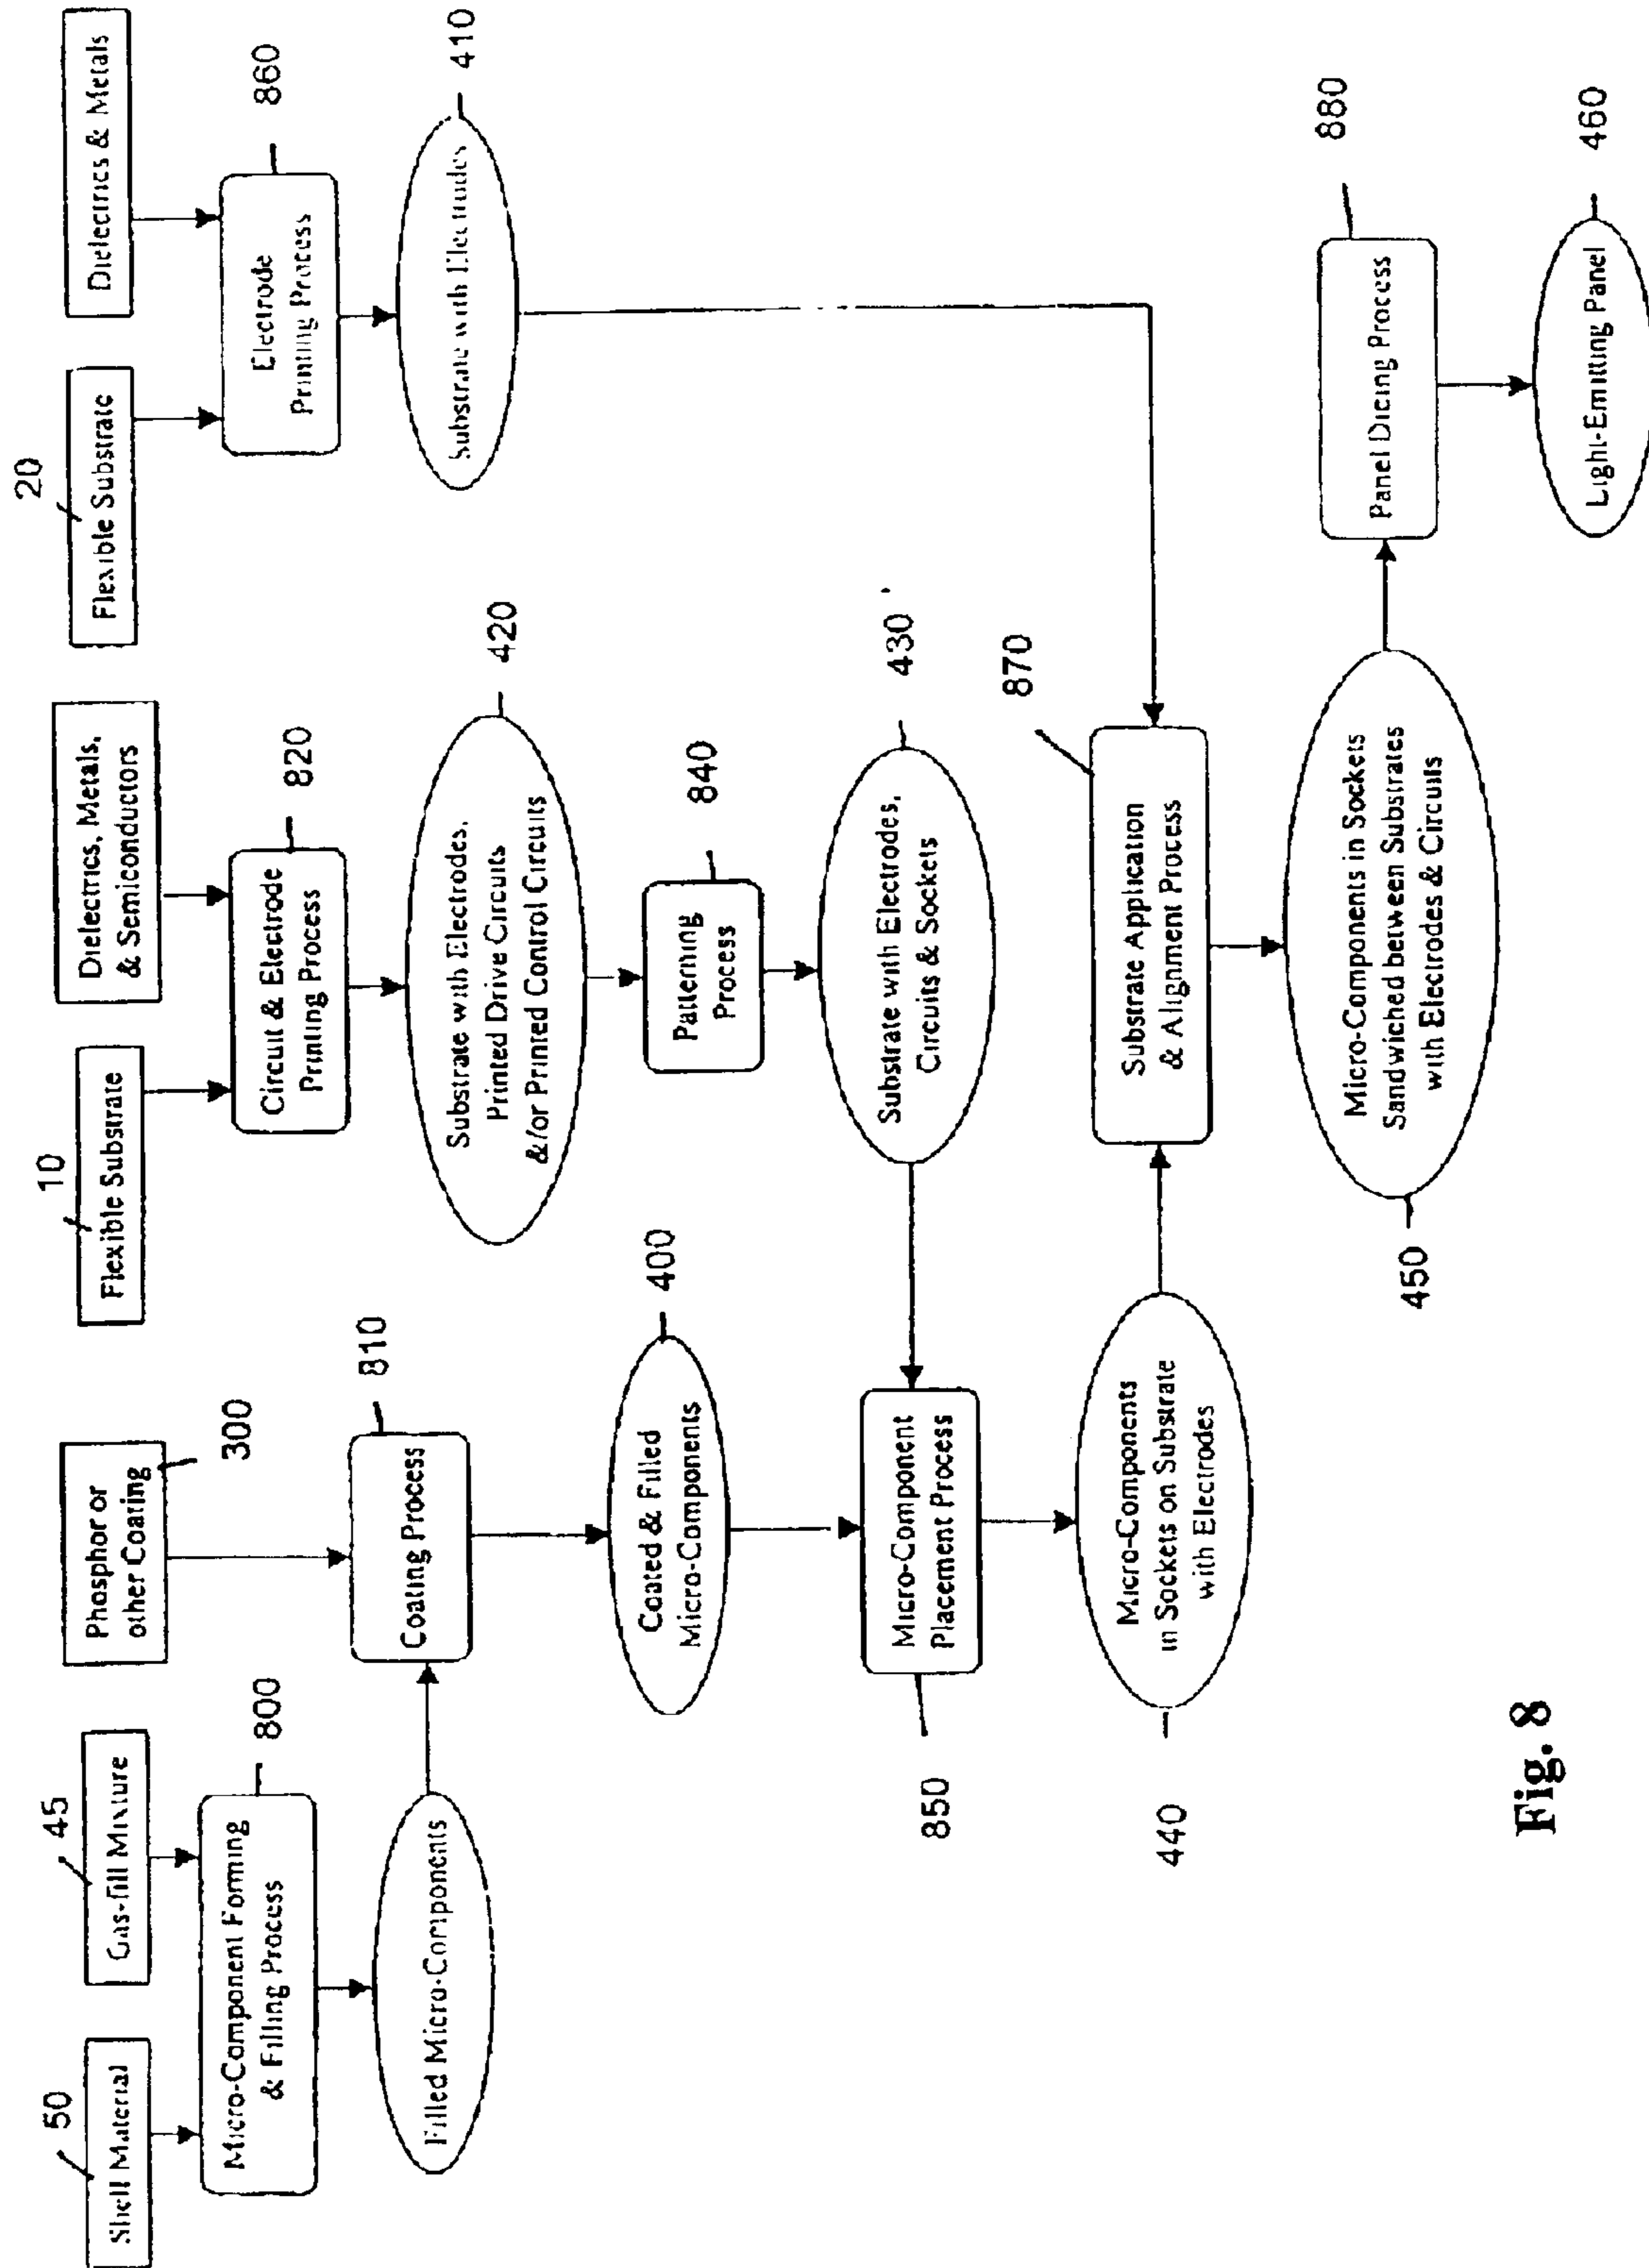 50
Shell Material
45
Gas-fill Mixture
Phosphor or
other Coating
300
10
Flexible Substrate
Dielectrics, Metals,
& Semiconductors
20
Flexible Substrate
Dielectrics & Metals
Micro-Component Forming
& Filling Process
800
Coating Process
810
Circuit & Electrode
Printing Process
820
Electrode
Printing Process
860
Filled Micro-Components
Coated & Filled
Micro-Components
400
Substrate with Electrodes,
Printed Drive Circuits
&/or Printed Control Circuits
420
Substrate with Electrodes
410
Patterning
Process
840
Substrate with Electrodes,
Circuits & Sockets
430
Micro-Component
Placement Process
850
Micro-Components
in Sockets on Substrate
with Electrodes
440
870
Substrate Application
& Alignment Process
Micro-Components in Sockets
Sandwiched between Substrates
with Electrodes & Circuits
450
Panel Dicing Process
880
Light-Emitting Panel
460
Fig. 8